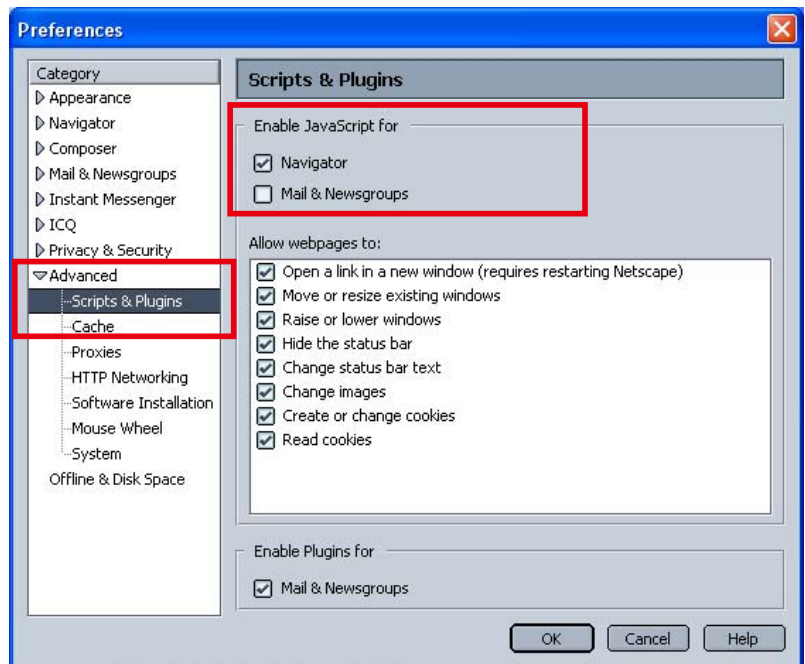 Preferences
Category
Appearance
Navigator
Composer
Mail & Newsgroups
Instant Messenger
ICQ
Privacy & Security
Advanced
Scripts & Plugins
Cache
Proxies
HTTP Networking
Software Installation
Mouse Wheel
System
Offline & Disk Space
Scripts & Plugins
Enable JavaScript for
Navigator
Mail & Newsgroups
Allow webpages to:
Open a link in a new window (requires restarting Netscape)
Move or resize existing windows
Raise or lower windows
Hide the status bar
Change status bar text
Change images
Create or change cookies
Read cookies
Enable Plugins for
Mail & Newsgroups
OK
Cancel
Help